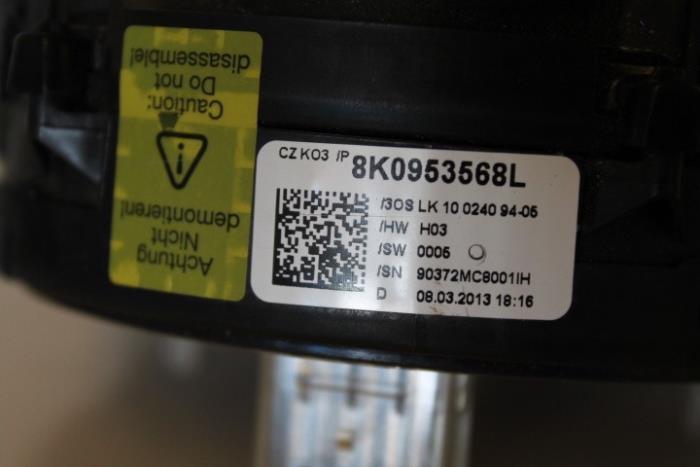 Caution:
Do not
disassemble!
Achtung
Nicht
demontieren!
CZ K03 /P 8K0953568L
/3OS LK 10 0240 94-05
/HW H03
/SW 0005
/SN 90372MC8001IH
D 08.03.2013 18:16